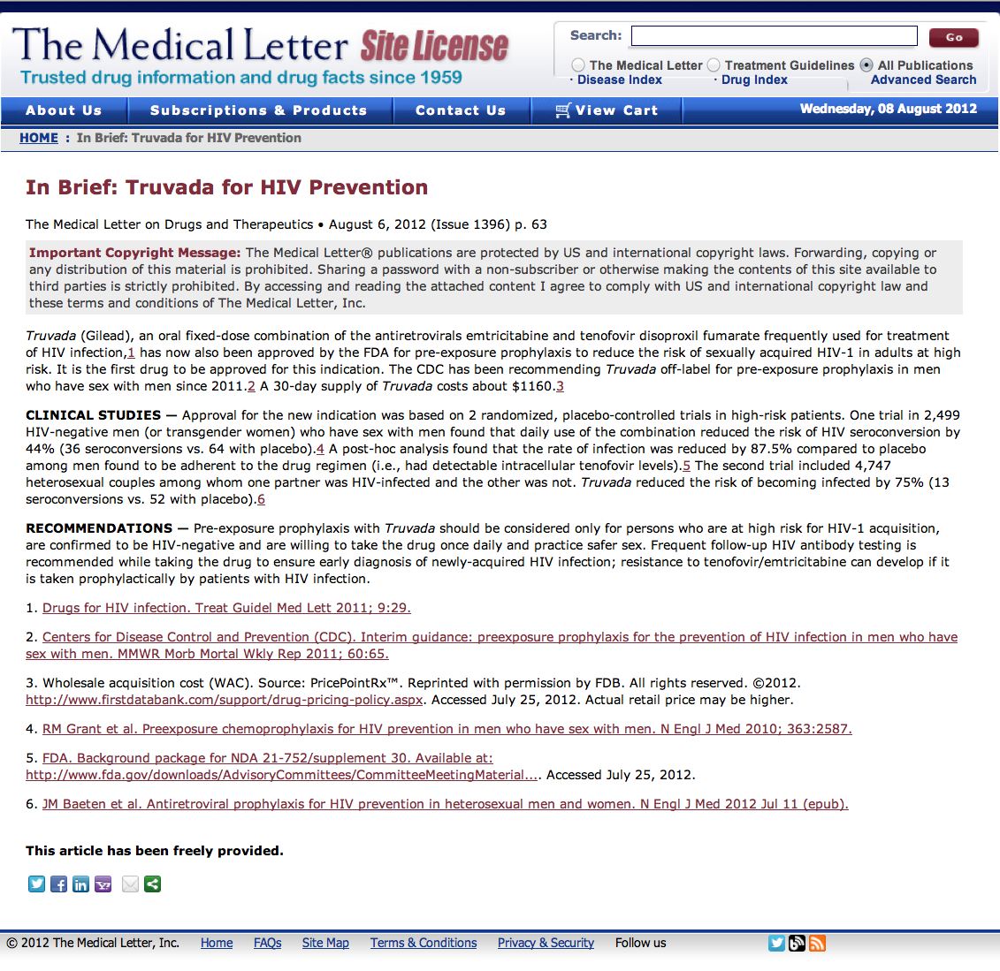 The Medical Letter Site License
Trusted drug information and drug facts since 1959
Search:
Go
The Medical Letter Treatment Guidelines All Publications
· Disease Index · Drug Index Advanced Search
About Us Subscriptions & Products Contact Us View Cart Wednesday, 08 August 2012
HOME : In Brief: Truvada for HIV Prevention
In Brief: Truvada for HIV Prevention
The Medical Letter on Drugs and Therapeutics • August 6, 2012 (Issue 1396) p. 63
Important Copyright Message: The Medical Letter® publications are protected by US and international copyright laws. Forwarding, copying or
any distribution of this material is prohibited. Sharing a password with a non-subscriber or otherwise making the contents of this site available to
third parties is strictly prohibited. By accessing and reading the attached content I agree to comply with US and international copyright law and
these terms and conditions of The Medical Letter, Inc.
Truvada (Gilead), an oral fixed-dose combination of the antiretrovirals emtricitabine and tenofovir disoproxil fumarate frequently used for treatment
of HIV infection,1 has now also been approved by the FDA for pre-exposure prophylaxis to reduce the risk of sexually acquired HIV-1 in adults at high
risk. It is the first drug to be approved for this indication. The CDC has been recommending Truvada off-label for pre-exposure prophylaxis in men
who have sex with men since 2011.2 A 30-day supply of Truvada costs about $1160.3
CLINICAL STUDIES — Approval for the new indication was based on 2 randomized, placebo-controlled trials in high-risk patients. One trial in 2,499
HIV-negative men (or transgender women) who have sex with men found that daily use of the combination reduced the risk of HIV seroconversion by
44% (36 seroconversions vs. 64 with placebo).4 A post-hoc analysis found that the rate of infection was reduced by 87.5% compared to placebo
among men found to be adherent to the drug regimen (i.e., had detectable intracellular tenofovir levels).5 The second trial included 4,747
heterosexual couples among whom one partner was HIV-infected and the other was not. Truvada reduced the risk of becoming infected by 75% (13
seroconversions vs. 52 with placebo).6
RECOMMENDATIONS — Pre-exposure prophylaxis with Truvada should be considered only for persons who are at high risk for HIV-1 acquisition,
are confirmed to be HIV-negative and are willing to take the drug once daily and practice safer sex. Frequent follow-up HIV antibody testing is
recommended while taking the drug to ensure early diagnosis of newly-acquired HIV infection; resistance to tenofovir/emtricitabine can develop if it
is taken prophylactically by patients with HIV infection.
1. Drugs for HIV infection. Treat Guidel Med Lett 2011; 9:29.
2. Centers for Disease Control and Prevention (CDC). Interim guidance: preexposure prophylaxis for the prevention of HIV infection in men who have
sex with men. MMWR Morb Mortal Wkly Rep 2011; 60:65.
3. Wholesale acquisition cost (WAC). Source: PricePointRx™. Reprinted with permission by FDB. All rights reserved. ©2012.
http://www.firstdatabank.com/support/drug-pricing-policy.aspx. Accessed July 25, 2012. Actual retail price may be higher.
4. RM Grant et al. Preexposure chemoprophylaxis for HIV prevention in men who have sex with men. N Engl J Med 2010; 363:2587.
5. FDA. Background package for NDA 21-752/supplement 30. Available at:
http://www.fda.gov/downloads/AdvisoryCommittees/CommitteeMeetingMaterial.... Accessed July 25, 2012.
6. JM Baeten et al. Antiretroviral prophylaxis for HIV prevention in heterosexual men and women. N Engl J Med 2012 Jul 11 (epub).
This article has been freely provided.
© 2012 The Medical Letter, Inc. Home FAQs Site Map Terms & Conditions Privacy & Security Follow us